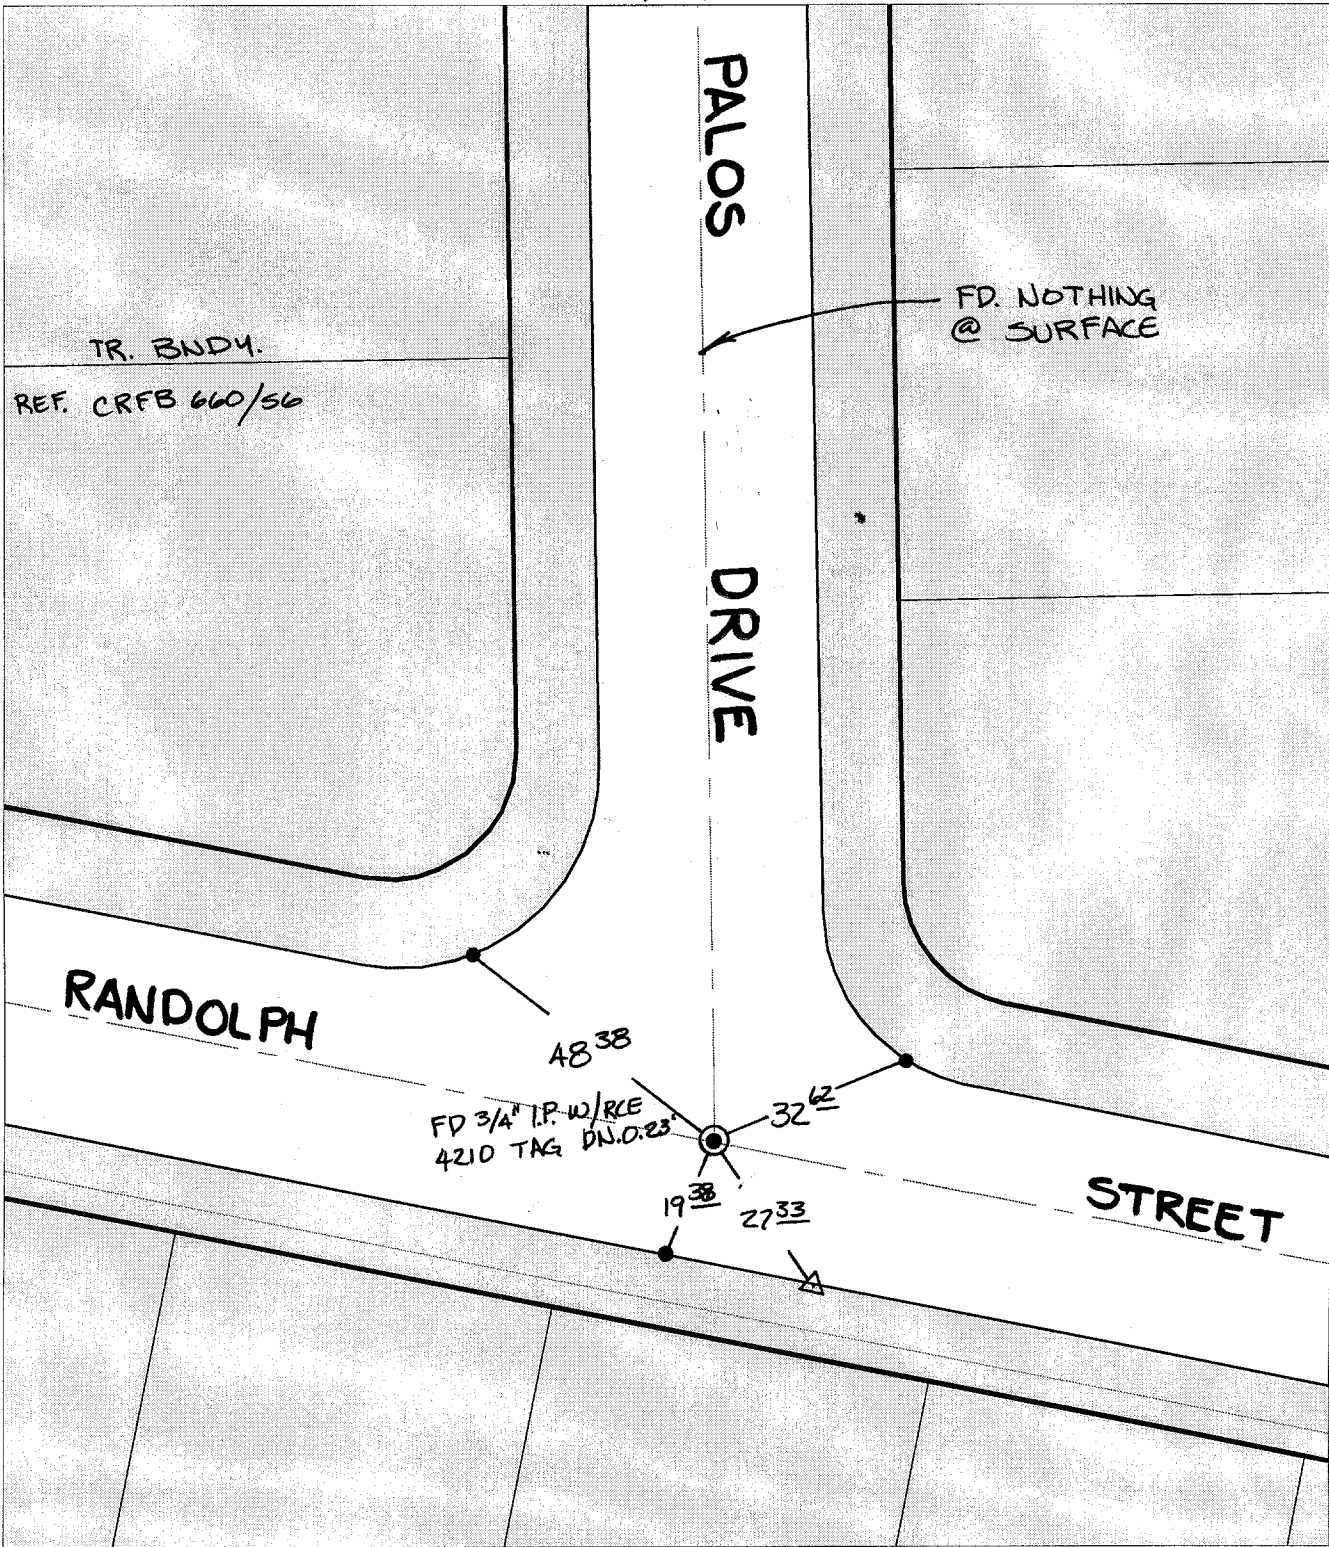 PALOS
DRIVE
FD. NOTHING
@ SURFACE
TR. BNDY.
REF. CRFB 660/56
RANDOLPH
STREET
48 38
FD 3/4" I.P. W/RCE
4210 TAG DN. 0.23'
32 62
19 38
27 33